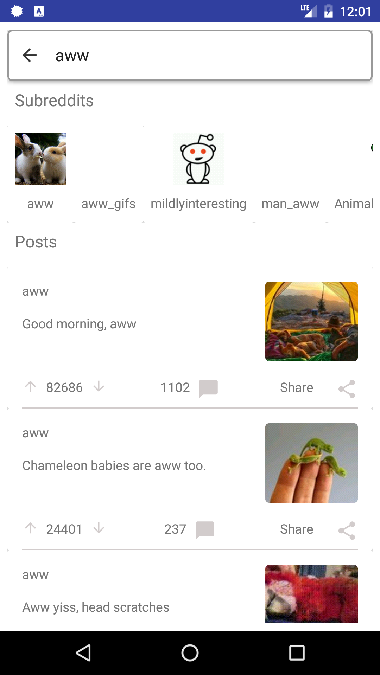 LTE 12:01
aww
Subreddits
aww aww_gifs mildlyinteresting man_aww Animal
Posts
aww
Good morning, aww
82686 1102 Share
aww
Chameleon babies are aww too.
24401 237 Share
aww
Aww yiss, head scratches